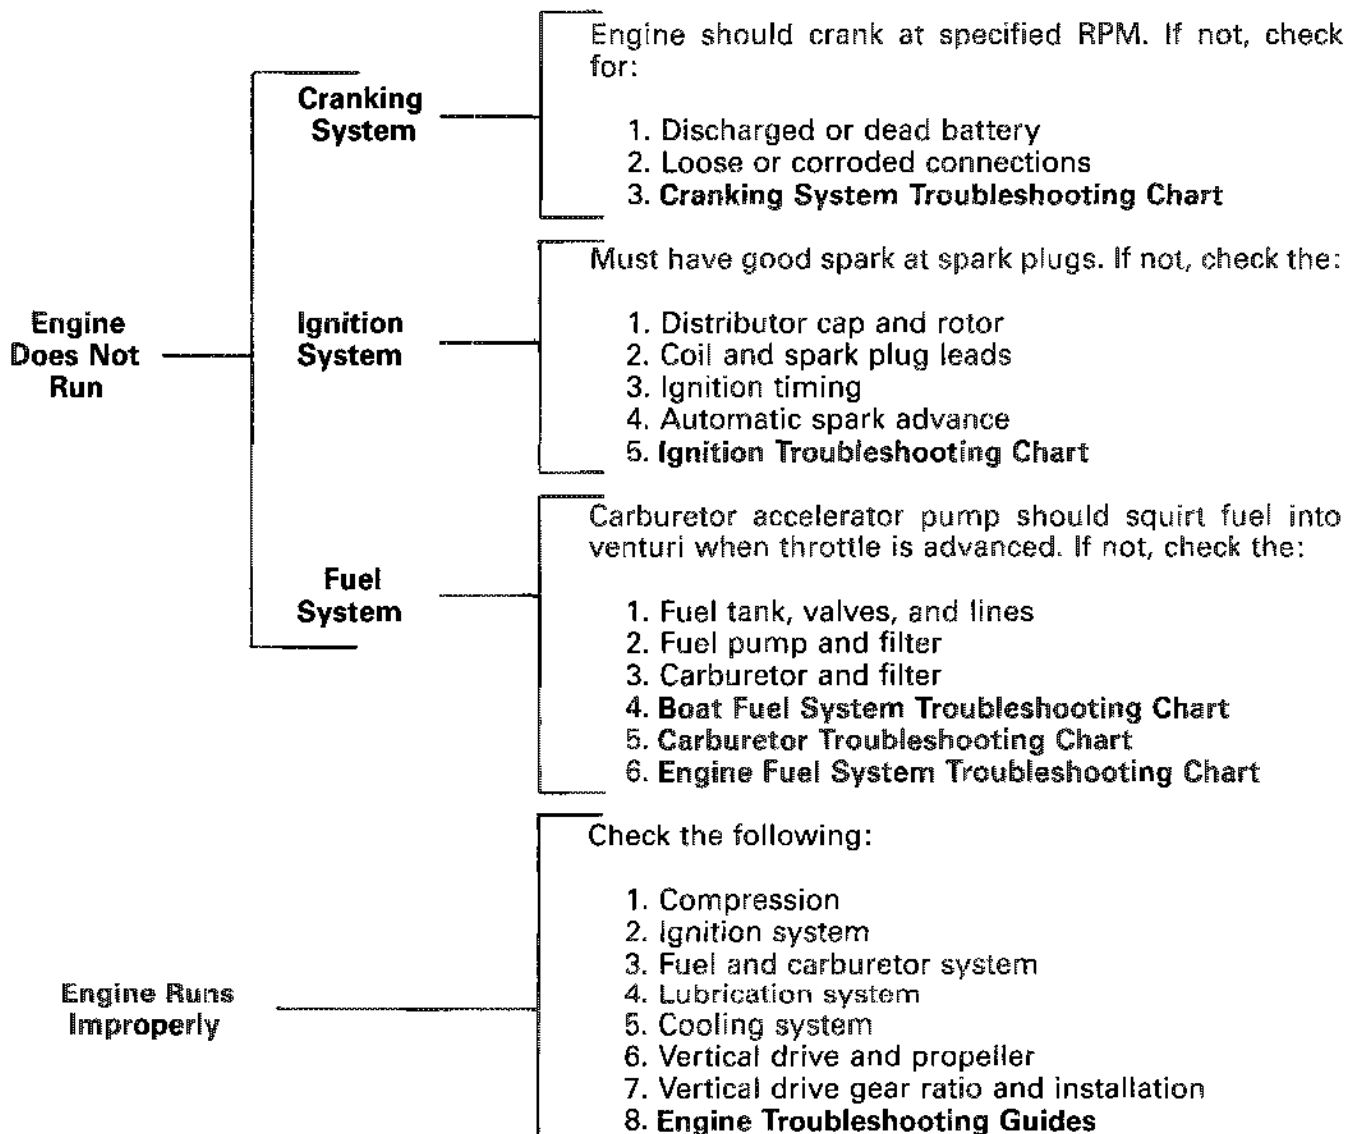 Engine should crank at specified RPM. If not, check
for:
Cranking
System
1. Discharged or dead battery
2. Loose or corroded connections
3. Cranking System Troubleshooting Chart
Engine
Does Not
Run
Ignition
System
Must have good spark at spark plugs. If not, check the:
1. Distributor cap and rotor
2. Coil and spark plug leads
3. Ignition timing
4. Automatic spark advance
5. Ignition Troubleshooting Chart
Fuel
System
Carburetor accelerator pump should squirt fuel into
venturi when throttle is advanced. If not, check the:
1. Fuel tank, valves, and lines
2. Fuel pump and filter
3. Carburetor and filter
4. Boat Fuel System Troubleshooting Chart
5. Carburetor Troubleshooting Chart
6. Engine Fuel System Troubleshooting Chart
Engine Runs
Improperly
Check the following:
1. Compression
2. Ignition system
3. Fuel and carburetor system
4. Lubrication system
5. Cooling system
6. Vertical drive and propeller
7. Vertical drive gear ratio and installation
8. Engine Troubleshooting Guides